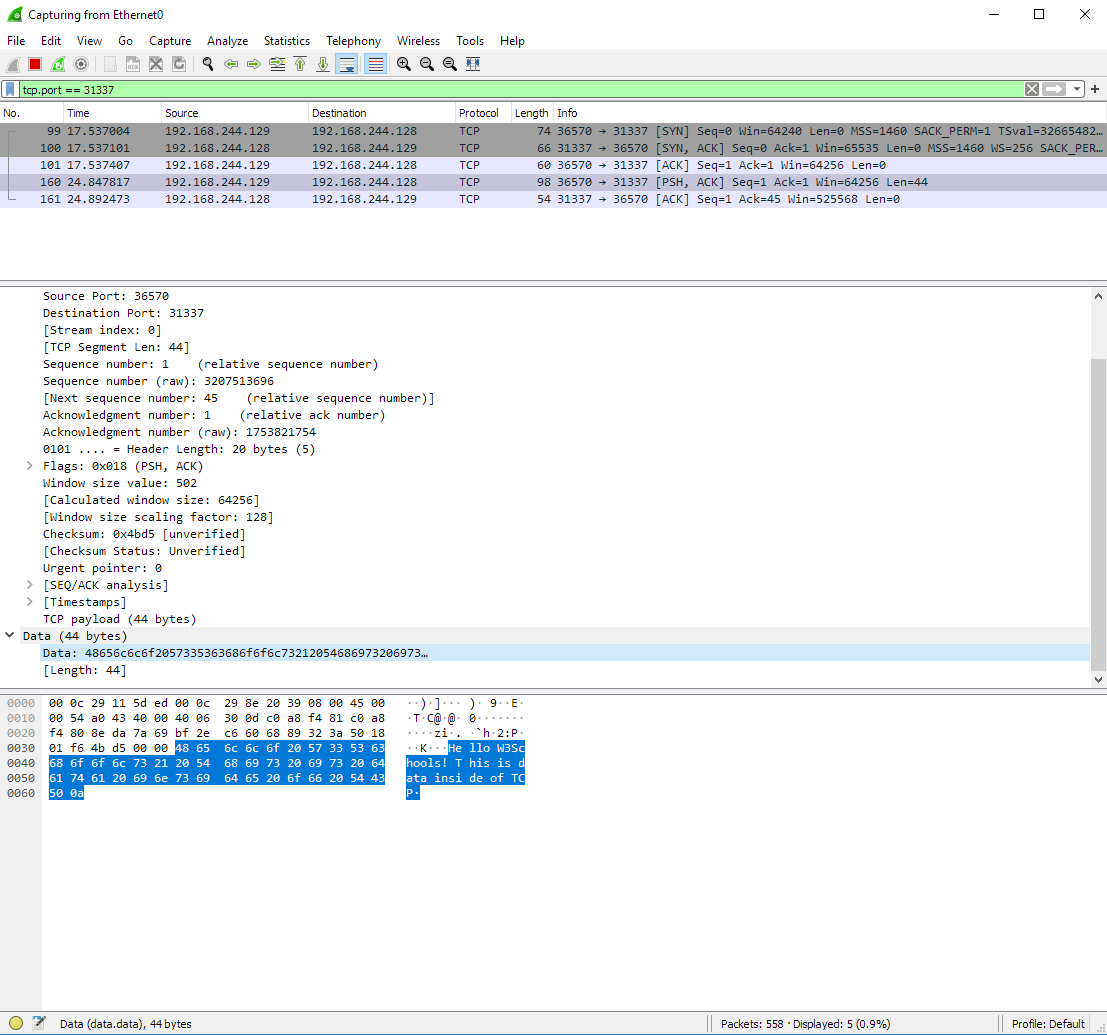 Capturing from Ethernet0
File Edit View Go Capture Analyze Statistics Telephony Wireless Tools Help
tcp.port == 31337
No. Time Source Destination Protocol Length Info
99 17.537004 192.168.244.129 192.168.244.128 TCP 74 36570 → 31337 [SYN] Seq=0 Win=64240 Len=0 MSS=1460 SACK_PERM=1 TSval=32665482…
100 17.537101 192.168.244.128 192.168.244.129 TCP 66 31337 → 36570 [SYN, ACK] Seq=0 Ack=1 Win=65535 Len=0 MSS=1460 WS=256 SACK_PER…
101 17.537407 192.168.244.129 192.168.244.128 TCP 60 36570 → 31337 [ACK] Seq=1 Ack=1 Win=64256 Len=0
160 24.847817 192.168.244.129 192.168.244.128 TCP 98 36570 → 31337 [PSH, ACK] Seq=1 Ack=1 Win=64256 Len=44
161 24.892473 192.168.244.128 192.168.244.129 TCP 54 31337 → 36570 [ACK] Seq=1 Ack=45 Win=525568 Len=0
Source Port: 36570
Destination Port: 31337
[Stream index: 0]
[TCP Segment Len: 44]
Sequence number: 1 (relative sequence number)
Sequence number (raw): 3207513696
[Next sequence number: 45 (relative sequence number)]
Acknowledgment number: 1 (relative ack number)
Acknowledgment number (raw): 1753821754
0101 .... = Header Length: 20 bytes (5)
Flags: 0x018 (PSH, ACK)
Window size value: 502
[Calculated window size: 64256]
[Window size scaling factor: 128]
Checksum: 0x4bd5 [unverified]
[Checksum Status: Unverified]
Urgent pointer: 0
[SEQ/ACK analysis]
[Timestamps]
TCP payload (44 bytes)
Data (44 bytes)
Data: 48656c6c6f2057335363686f6f6c73212054686973206973…
[Length: 44]
0000 00 0c 29 11 5d ed 00 0c 29 8e 20 39 08 00 45 00 ··)·]··· )· 9··E·
0010 00 54 a0 43 40 00 40 06 30 0d c0 a8 f4 81 c0 a8 ·T·C@·@· 0·······
0020 f4 80 8e da 7a 69 bf 2e c6 60 68 89 32 3a 50 18 ····zi·. ·`h·2:P·
0030 01 f6 4b d5 00 00 48 65 6c 6c 6f 20 57 33 53 63 ··K···He llo W3Sc
0040 68 6f 6f 6c 73 21 20 54 68 69 73 20 69 73 20 64 hools! T his is d
0050 61 74 61 20 69 6e 73 69 64 65 20 6f 66 20 54 43 ata insi de of TC
0060 50 0a P·
Data (data.data), 44 bytes Packets: 558 · Displayed: 5 (0.9%) Profile: Default